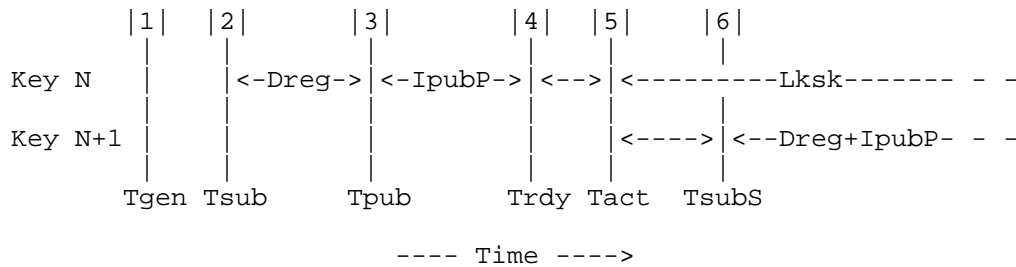 |1| |2| |3| |4| |5| |6|
Key N | |<-Dreg->|<-IpubP->|<-->|<---------Lksk------- - -
Key N+1 | | | | |<---->|<--Dreg+IpubP- - -
Tgen Tsub Tpub Trdy Tact TsubS
---- Time ---->